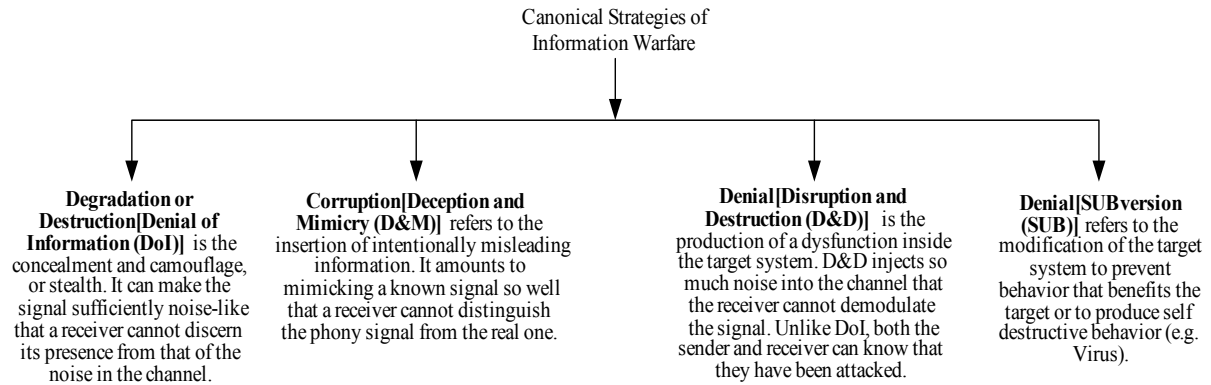 Canonical Strategies of
Information Warfare
Degradation or
Destruction[Denial of
Information (DoI)] is the
concealment and camouflage,
or stealth. It can make the
signal sufficiently noise-like
that a receiver cannot discern
its presence from that of the
noise in the channel.
Corruption[Deception and
Mimicry (D&M)] refers to the
insertion of intentionally misleading
information. It amounts to
mimicking a known signal so well
that a receiver cannot distinguish
the phony signal from the real one.
Denial[Disruption and
Destruction (D&D)] is the
production of a dysfunction inside
the target system. D&D injects so
much noise into the channel that
the receiver cannot demodulate
the signal. Unlike DoI, both the
sender and receiver can know that
they have been attacked.
Denial[SUBversion
(SUB)] refers to the
modification of the target
system to prevent
behavior that benefits the
target or to produce self
destructive behavior (e.g.
Virus).